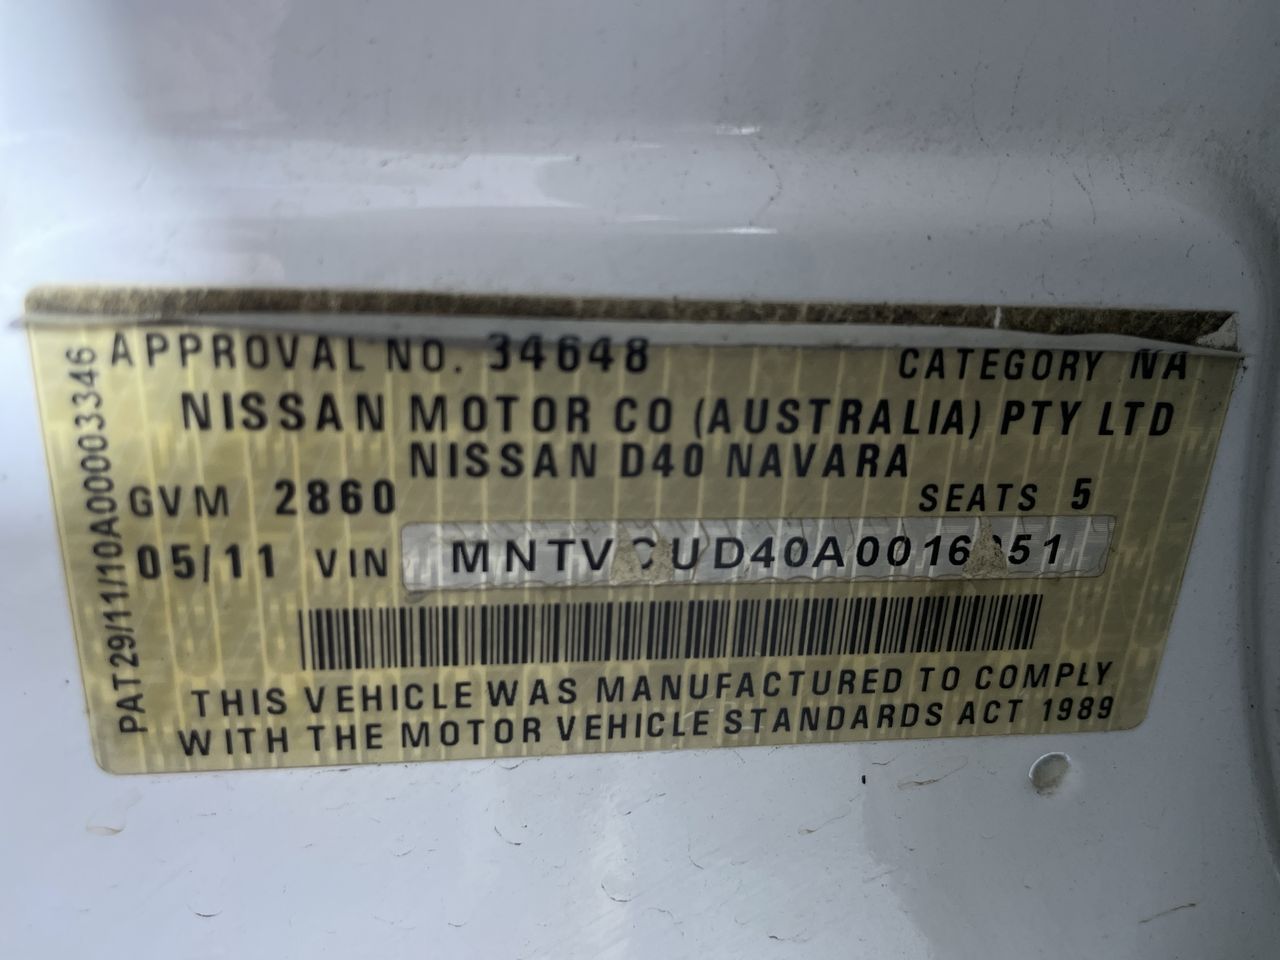 APPROVAL NO. 34648 CATEGORY NA
NISSAN MOTOR CO (AUSTRALIA) PTY LTD
NISSAN D40 NAVARA
GVM 2860 SEATS 5
05/11 VIN
THIS VEHICLE WAS MANUFACTURED TO COMPLY
WITH THE MOTOR VEHICLE STANDARDS ACT 1989
PAT29/11/10A00003346